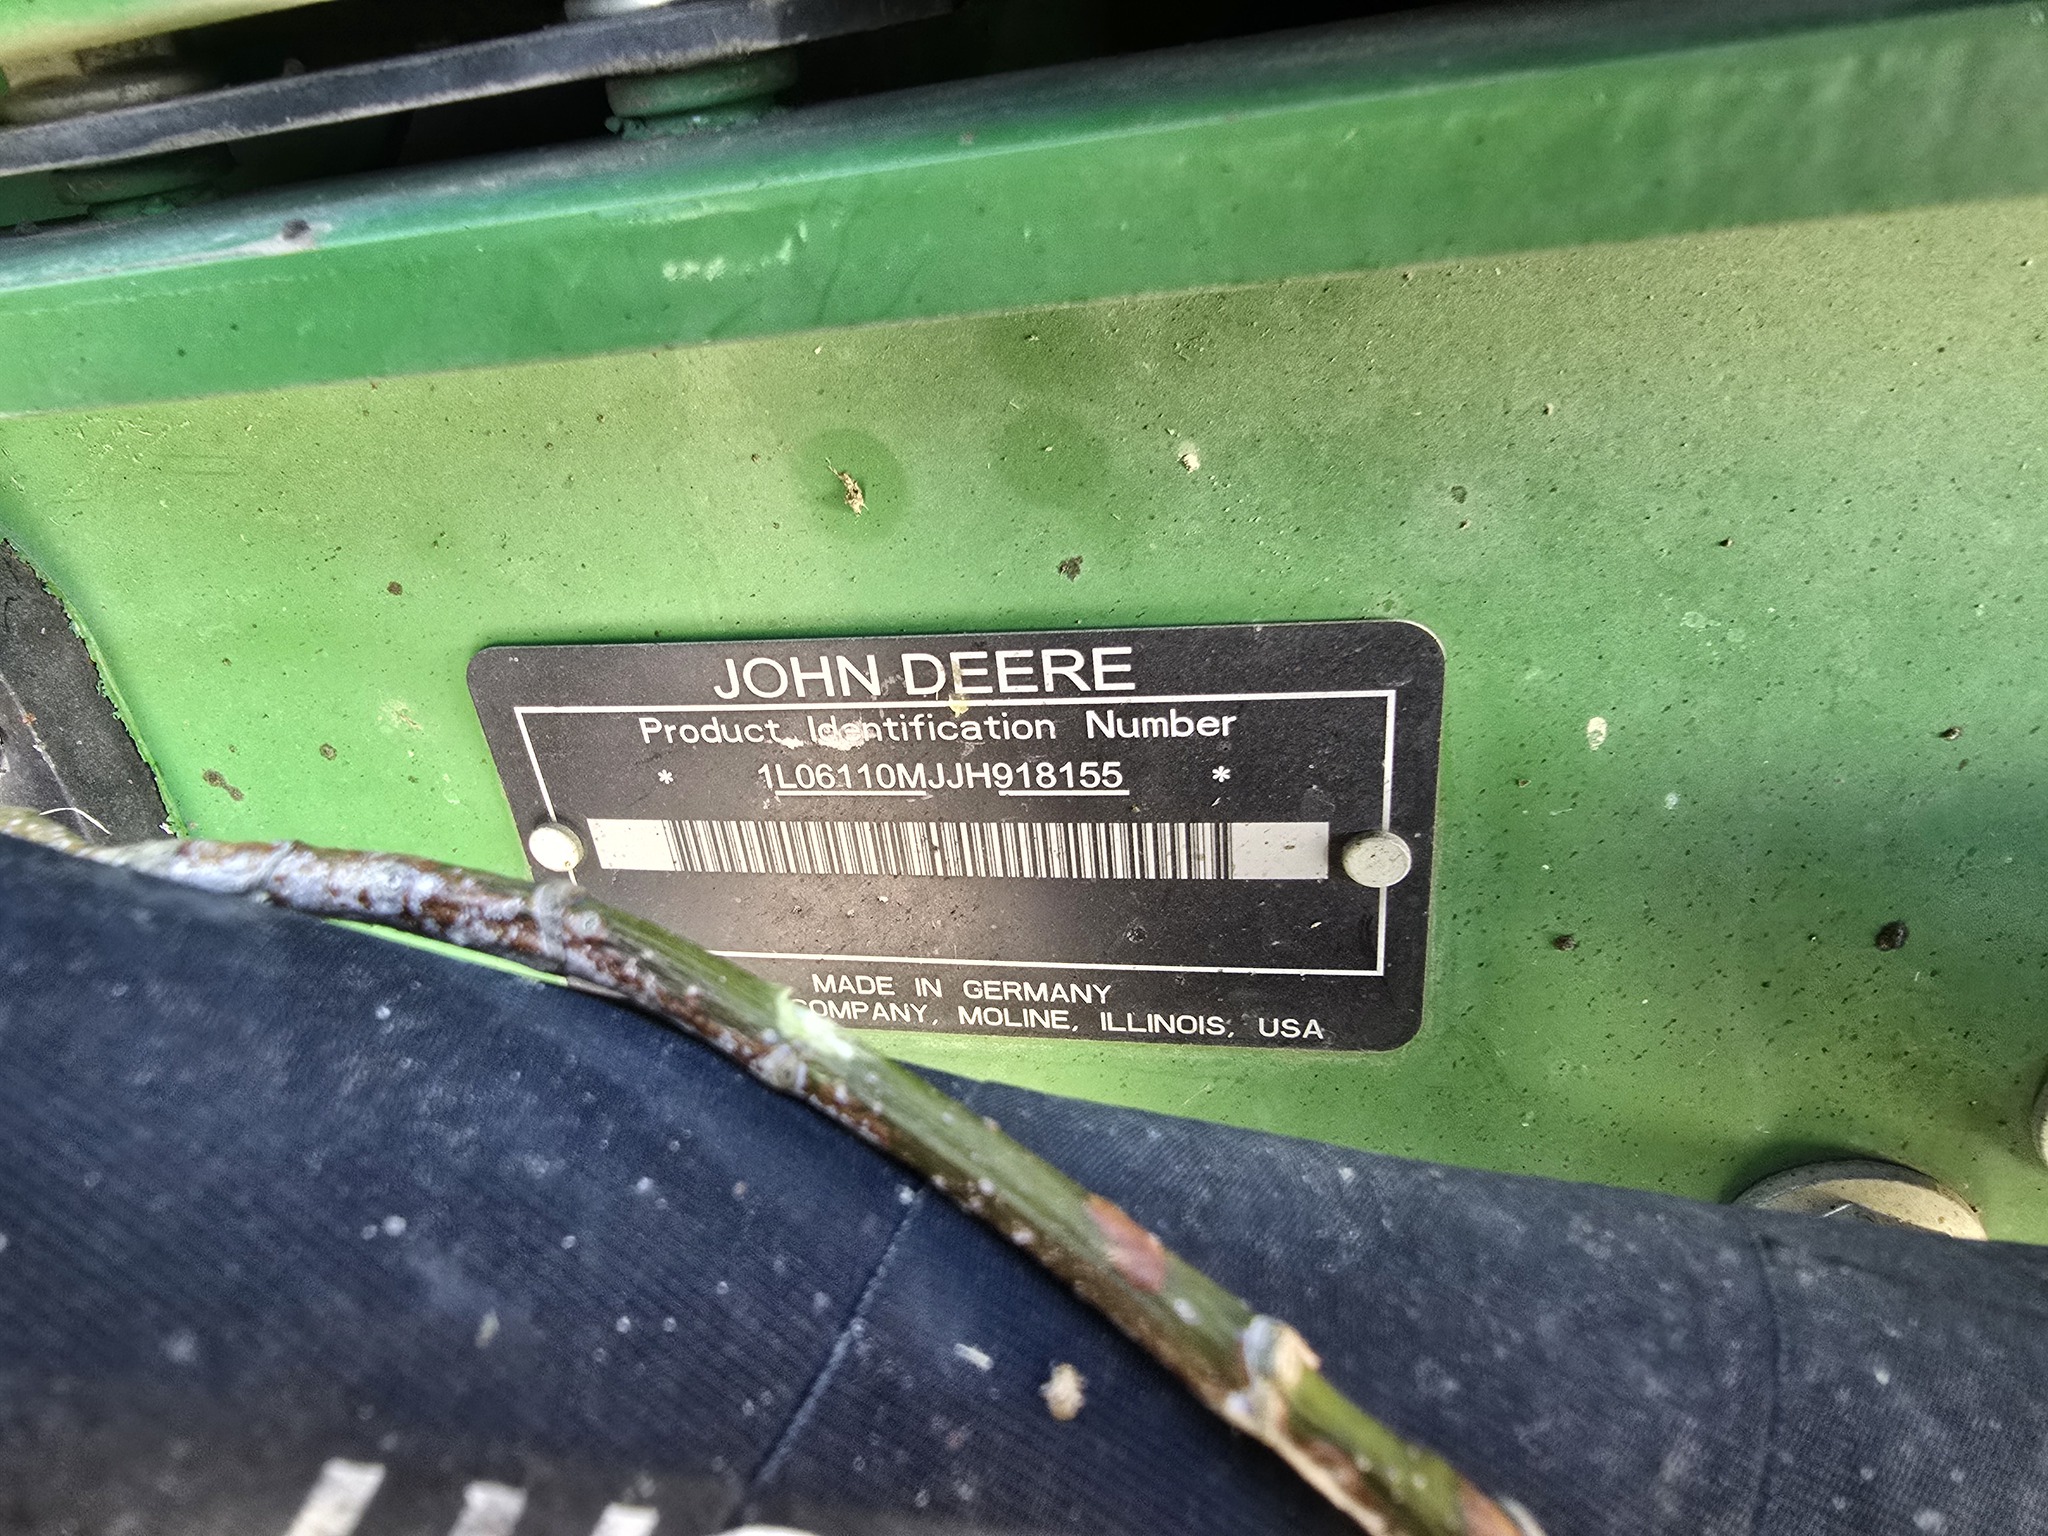 JOHN DEERE
Product Identification Number
* 1L06110MJJH918155 *
MADE IN GERMANY
COMPANY, MOLINE, ILLINOIS, USA